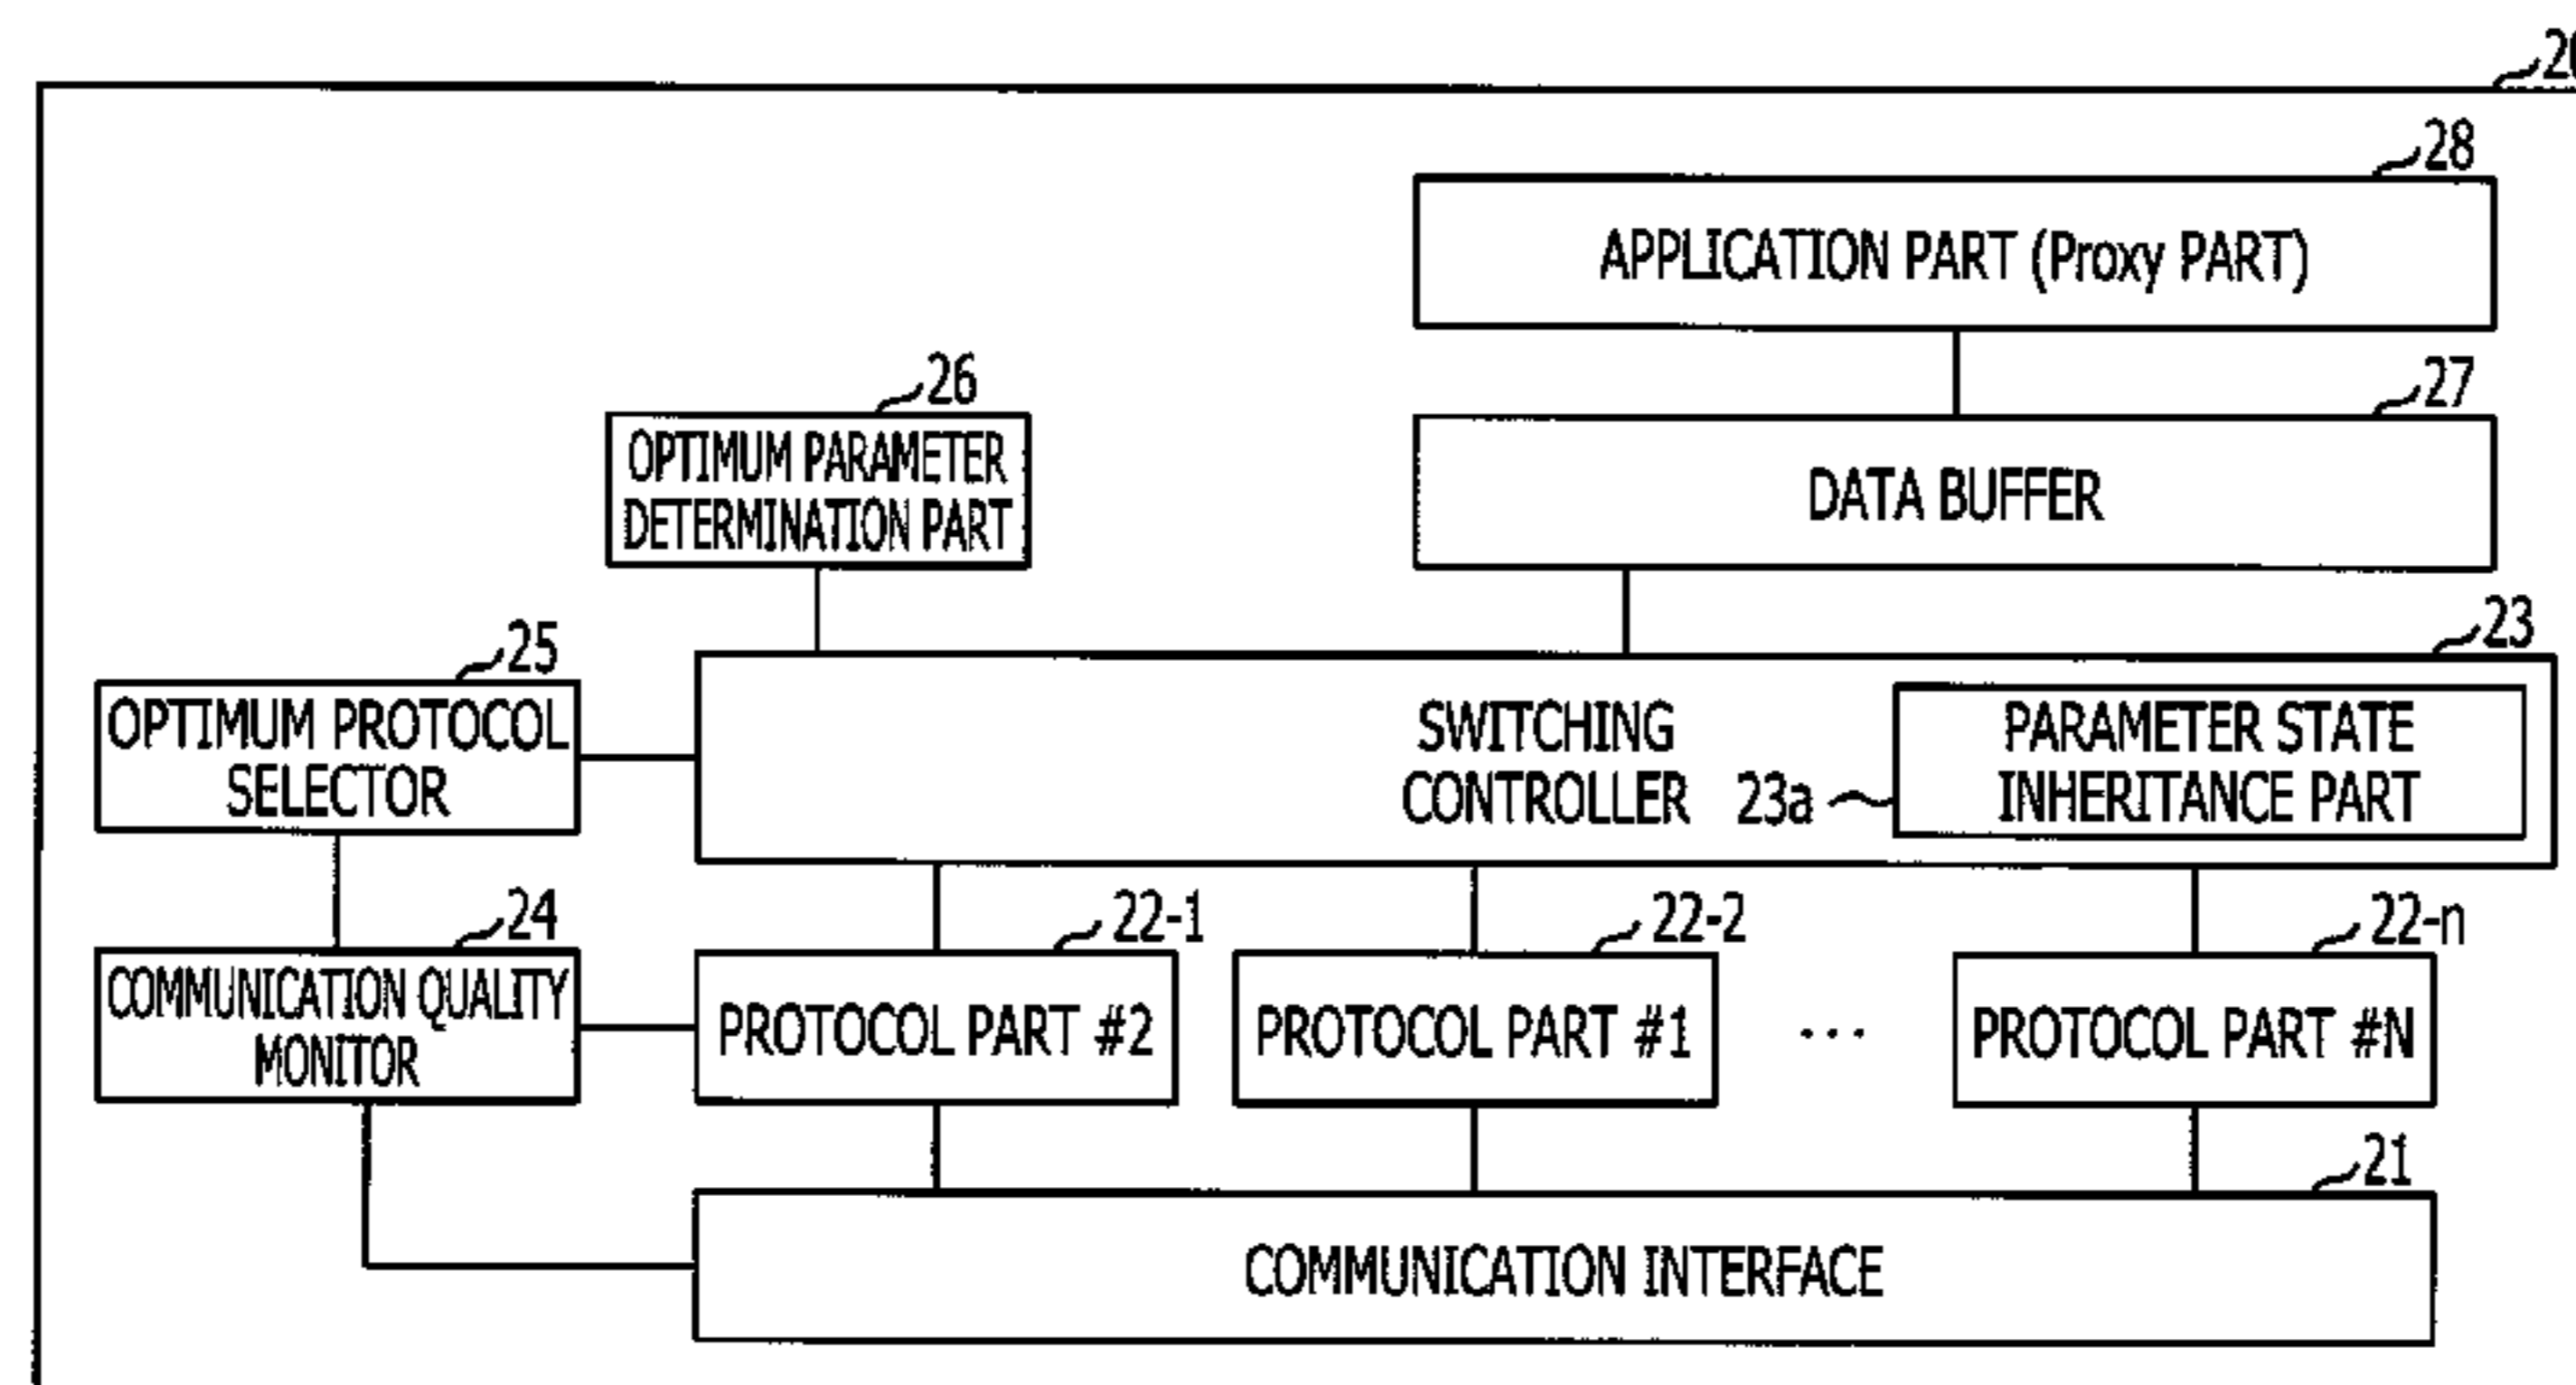 20
28
APPLICATION PART (Proxy PART)
26
27
OPTIMUM PARAMETER
DETERMINATION PART
DATA BUFFER
25
23
OPTIMUM PROTOCOL
SELECTOR
SWITCHING
CONTROLLER
23a
PARAMETER STATE
INHERITANCE PART
24
22-1
22-2
22-n
COMMUNICATION QUALITY
MONITOR
PROTOCOL PART #2
PROTOCOL PART #1
...
PROTOCOL PART #N
21
COMMUNICATION INTERFACE